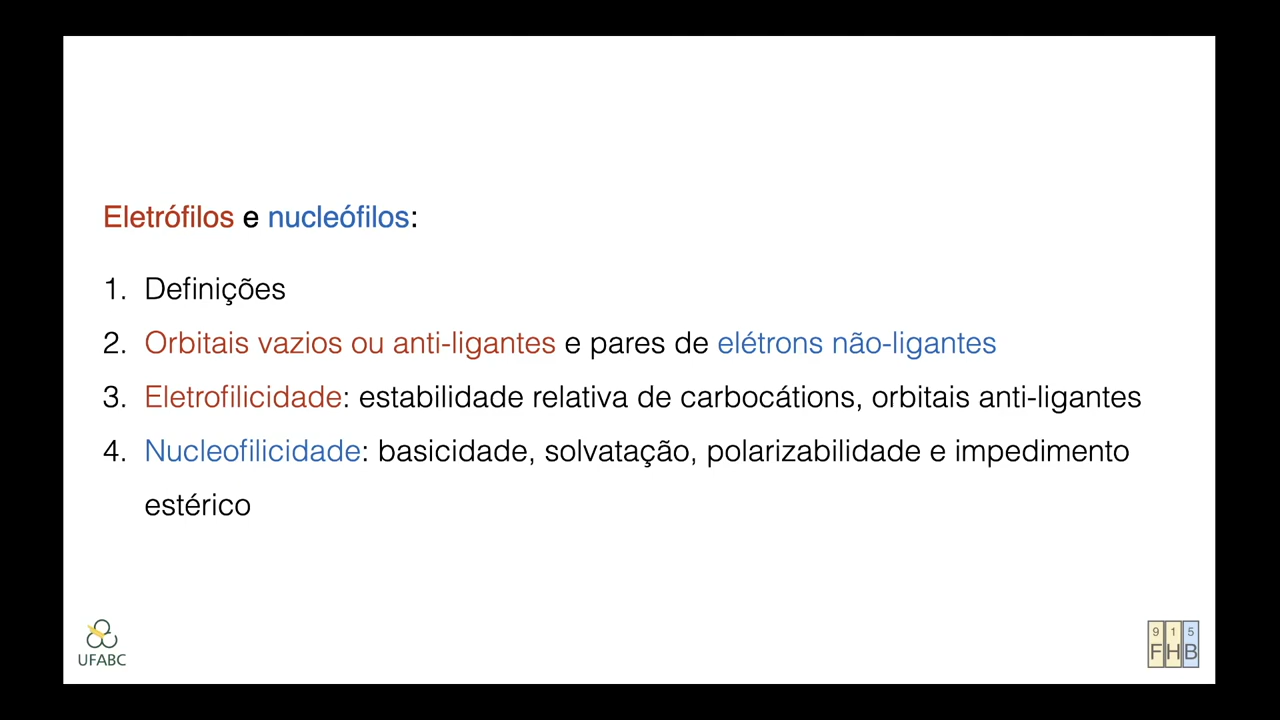 Eletrófilos e nucleófilos:
1. Definições
2. Orbitais vazios ou anti-ligantes e pares de elétrons não-ligantes
3. Eletrofilicidade: estabilidade relativa de carbocátions, orbitais anti-ligantes
4. Nucleofilicidade: basicidade, solvatação, polarizabilidade e impedimento
estérico
UFABC
9 1 5
F H B